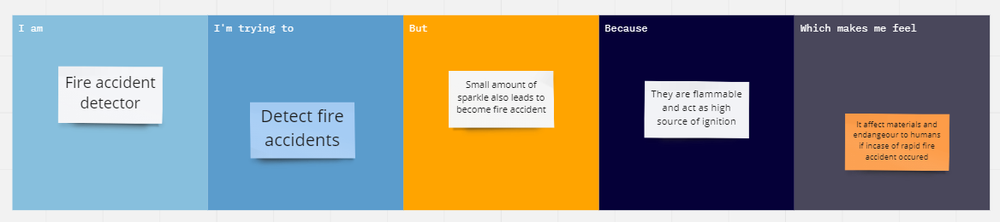 I am
Fire accident
detector
I'm trying to
Detect fire
accidents
But
Small amount of
sparkle also leads to
become fire accident
Because
They are flammable
and act as high
source of ignition
Which makes me feel
It affect materials and
endangeour to humans
if incase of rapid fire
accident occured